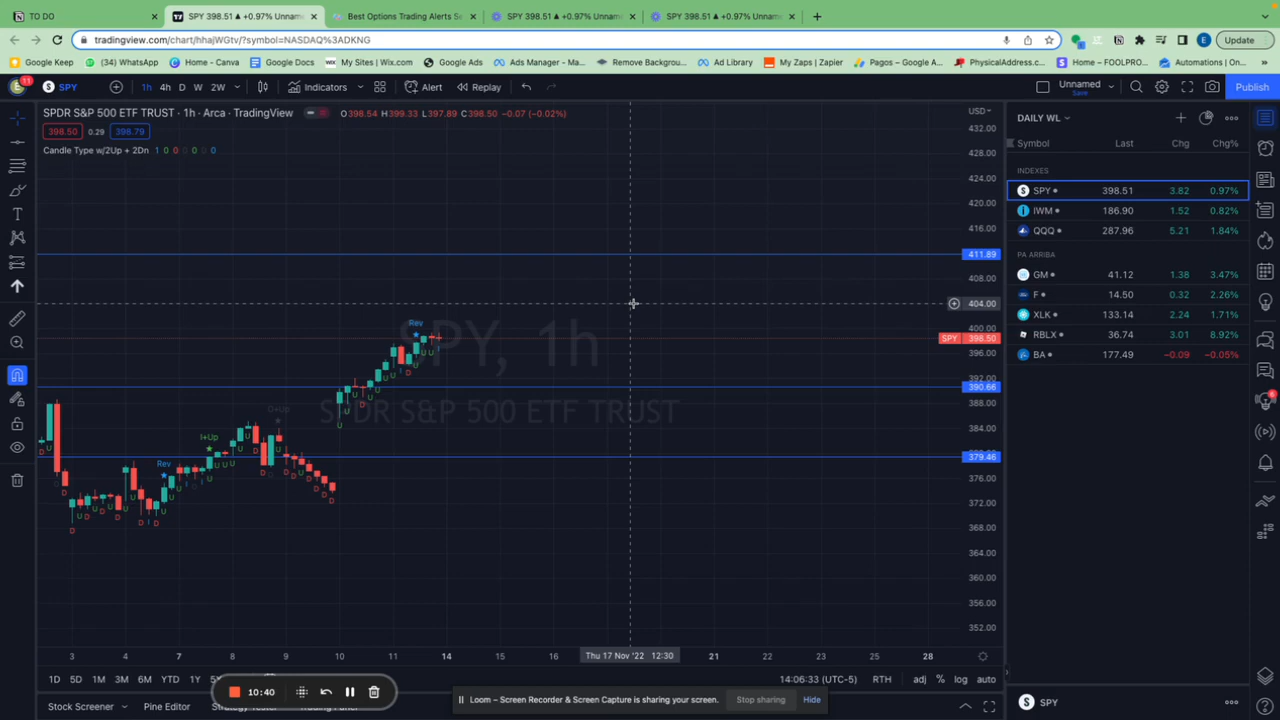 TO DO
SPY 398.51 ▲ +0.97% Unnam
Best Options Trading Alerts Se
SPY 398.51 ▲ +0.97% Unnam
SPY 398.51 ▲ +0.97% Unnam
tradingview.com/chart/hhajWGtv/?symbol=NASDAQ%3ADKNG
E
Update
Google Keep
(34) WhatsApp
Home - Canva
Google Docs
WIX My Sites | Wix.com
Google Ads
Ads Manager - Ma...
Remove Backgrou...
Ad Library
My Zaps | Zapier
Pagos – Google A...
PhysicalAddress.c...
Home – FOOLPRO...
Automations | On...
E 11
SPY
1h 4h D W 2W
Indicators
Alert
Replay
Unnamed
Save
Publish
SPDR S&P 500 ETF TRUST · 1h · Arca · TradingView
O398.54 H399.33 L397.89 C398.50 -0.07 (-0.02%)
398.50 0.29 398.79
Candle Type w/2Up + 2Dn 1 0 0 0 0 0
USD
432.00
428.00
424.00
420.00
416.00
411.89
408.00
404.00
400.00
SPY 398.50
396.00
392.00
390.66
388.00
384.00
379.46
376.00
372.00
368.00
364.00
360.00
356.00
352.00
SPY, 1h
SPDR S&P 500 ETF TRUST
Rev
I+Up
D+Up
Rev
3 4 7 8 9 10 11 14 15 16 Thu 17 Nov '22 12:30 21 22 23 25 28
1D 5D 1M 3M 6M YTD 1Y
14:06:33 (UTC-5)
RTH
adj % log auto
10:40
Loom – Screen Recorder & Screen Capture is sharing your screen.
Stop sharing
Hide
Stock Screener
Pine Editor
DAILY WL
Symbol Last Chg Chg%
INDEXES
SPY 398.51 3.82 0.97%
IWM 186.90 1.52 0.82%
QQQ 287.96 5.21 1.84%
PA ARRIBA
GM 41.12 1.38 3.47%
F 14.50 0.32 2.26%
XLK 133.14 2.24 1.71%
RBLX 36.74 3.01 8.92%
BA 177.49 -0.09 -0.05%
SPY